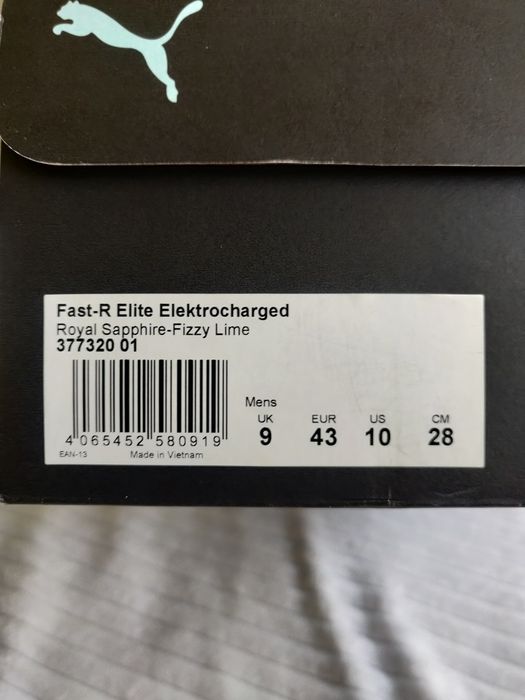 Fast-R Elite Elektrocharged
Royal Sapphire-Fizzy Lime
377320 01
Mens
UK EUR US CM
9 43 10 28
4 065452 580919
EAN-13 Made in Vietnam